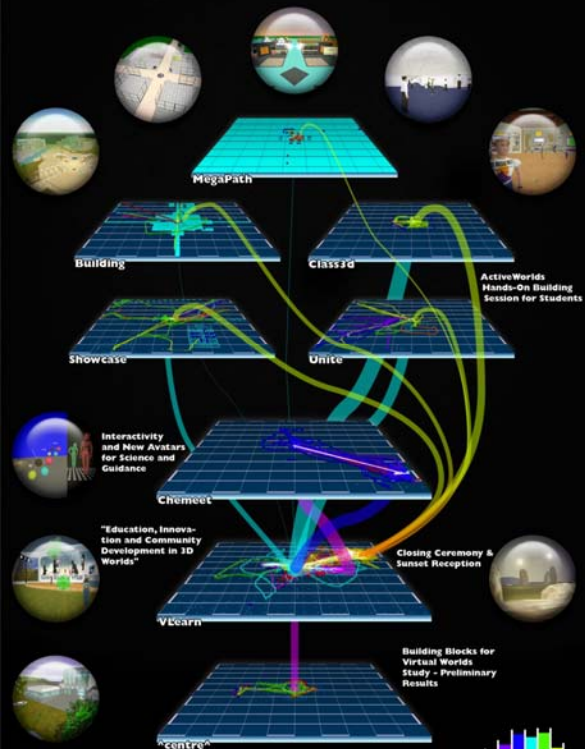 MegaPath
Building
Class3d
ActiveWorlds
Hands-On Building
Session for Students
Showcase
Unite
Interactivity
and New Avatars
for Science and
Guidance
Chemeet
"Education, Innova-
tion and Community
Development in 3D
Worlds"
Closing Ceremony &
Sunset Reception
VLearn
Building Blocks for
Virtual Worlds
Study - Preliminary
Results
^centre^